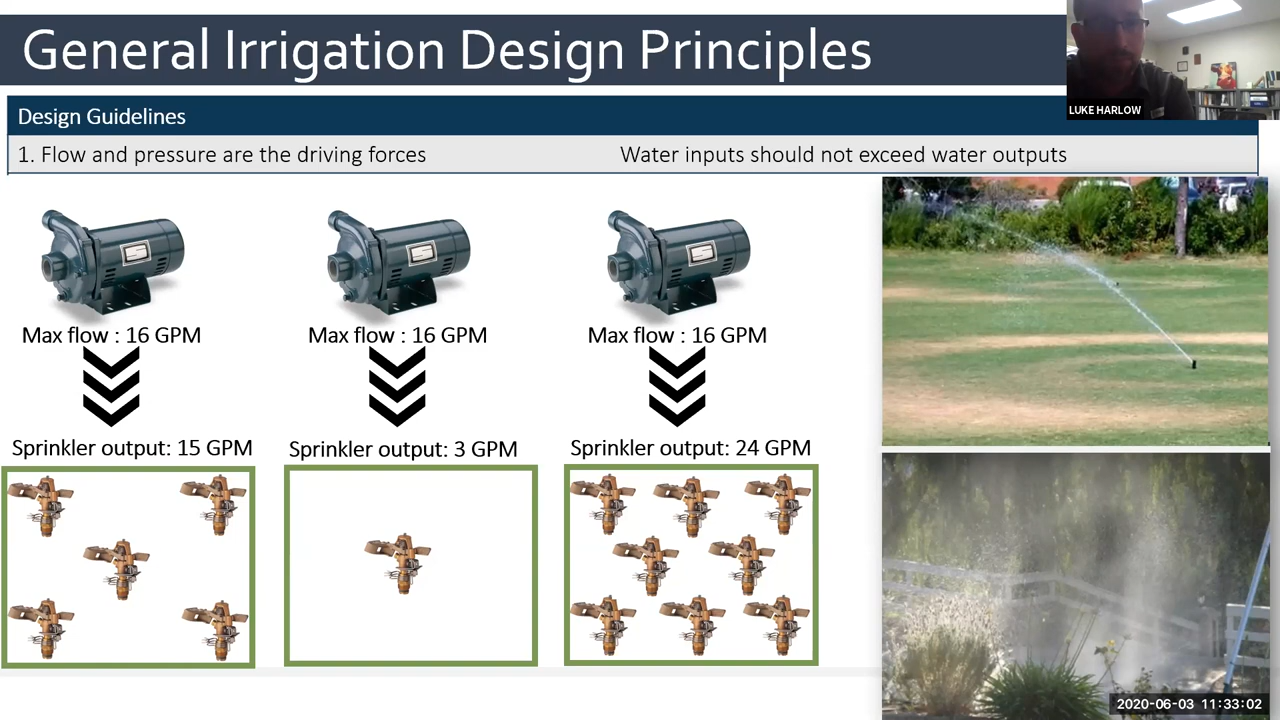 General Irrigation Design Principles
LUKE HARLOW
Design Guidelines
1. Flow and pressure are the driving forces
Water inputs should not exceed water outputs
Max flow : 16 GPM
Max flow : 16 GPM
Max flow : 16 GPM
Sprinkler output: 15 GPM
Sprinkler output: 3 GPM
Sprinkler output: 24 GPM
2020-06-03 11:33:02